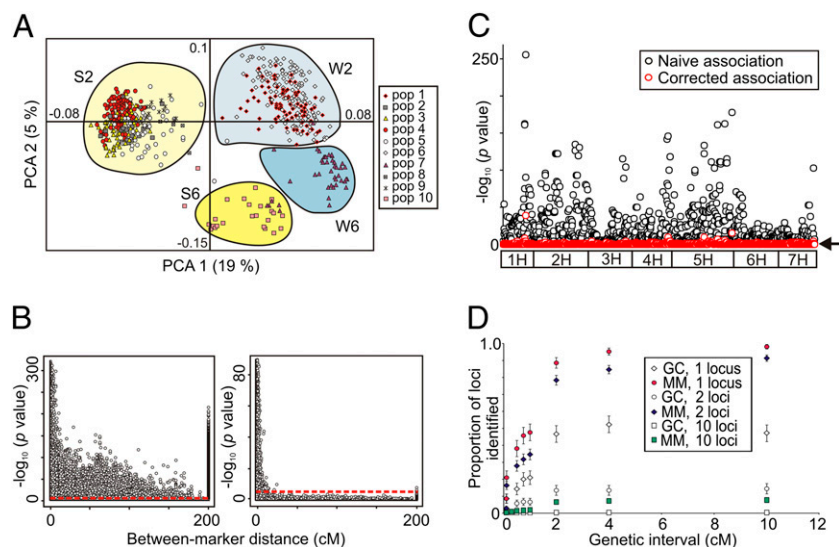 A
0.1
S2
W2
-0.08
0.08
PCA 2 (5 %)
S6
W6
-0.15
PCA 1 (19 %)
pop 1
pop 2
pop 3
pop 4
pop 5
pop 6
pop 7
pop 8
pop 9
pop 10
B
-log10 (p value)
300
0
0
200
-log10 (p value)
80
0
0
200
Between-marker distance (cM)
C
250
-log10 (p value)
0
Naive association
Corrected association
1H
2H
3H
4H
5H
6H
7H
D
1.0
Proportion of loci
identified
0
GC, 1 locus
MM, 1 locus
GC, 2 loci
MM, 2 loci
GC, 10 loci
MM, 10 loci
0 2 4 6 8 10 12
Genetic interval (cM)